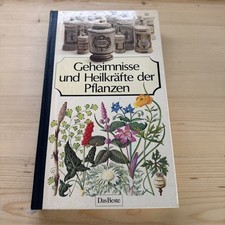 Geheimnisse
und Heilkräfte der
Pflanzen
Das Beste